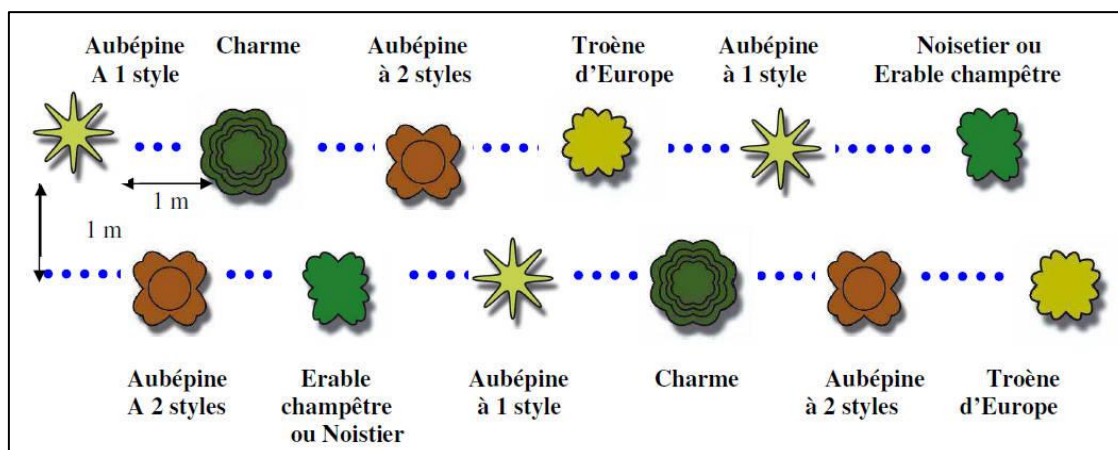 Aubépine
A 1 style
Charme
Aubépine
à 2 styles
Troène
d'Europe
Aubépine
à 1 style
Noisetier ou
Erable champêtre
1 m
1 m
Aubépine
A 2 styles
Erable
champêtre
ou Noistier
Aubépine
à 1 style
Charme
Aubépine
à 2 styles
Troène
d'Europe